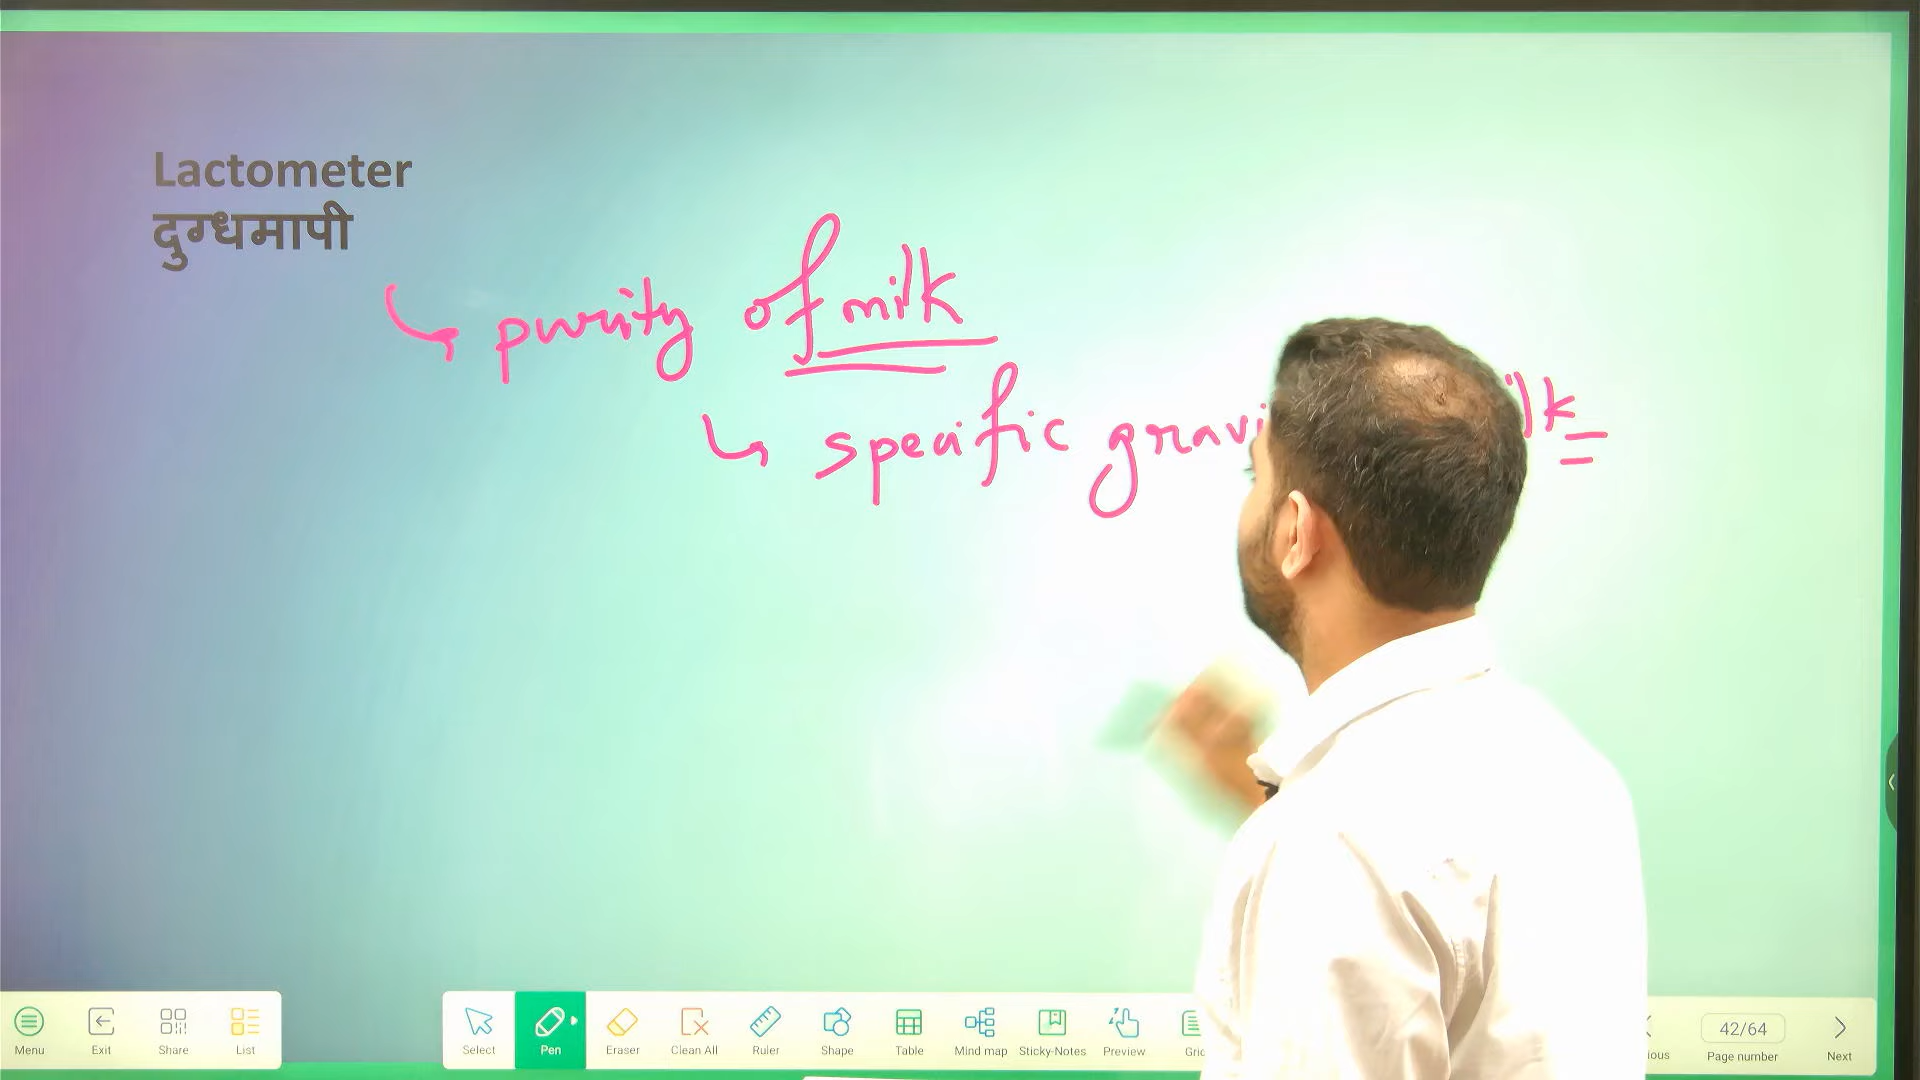 Lactometer
दुग्धमापी
purity of milk
specific
Menu Exit Share List Select Pen Eraser Clean All Ruler Shape Table Mind map Sticky-Notes Preview 42/64 Page number Next